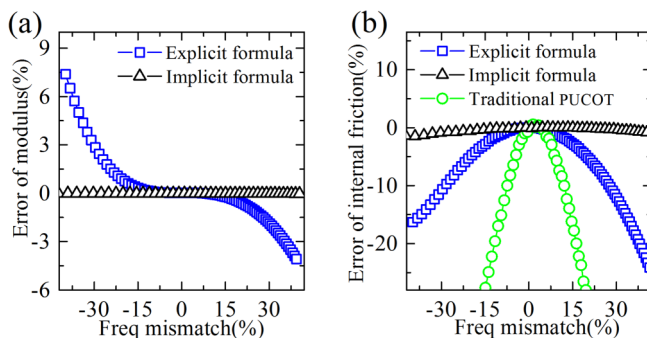 (a)
Explicit formula
Implicit formula
Error of modulus(%)
9
6
3
0
-3
-6
-30 -15 0 15 30
Freq mismatch(%)
(b)
Explicit formula
Implicit formula
Traditional PUCOT
Error of internal friction(%)
10
0
-10
-20
-30 -15 0 15 30
Freq mismatch(%)